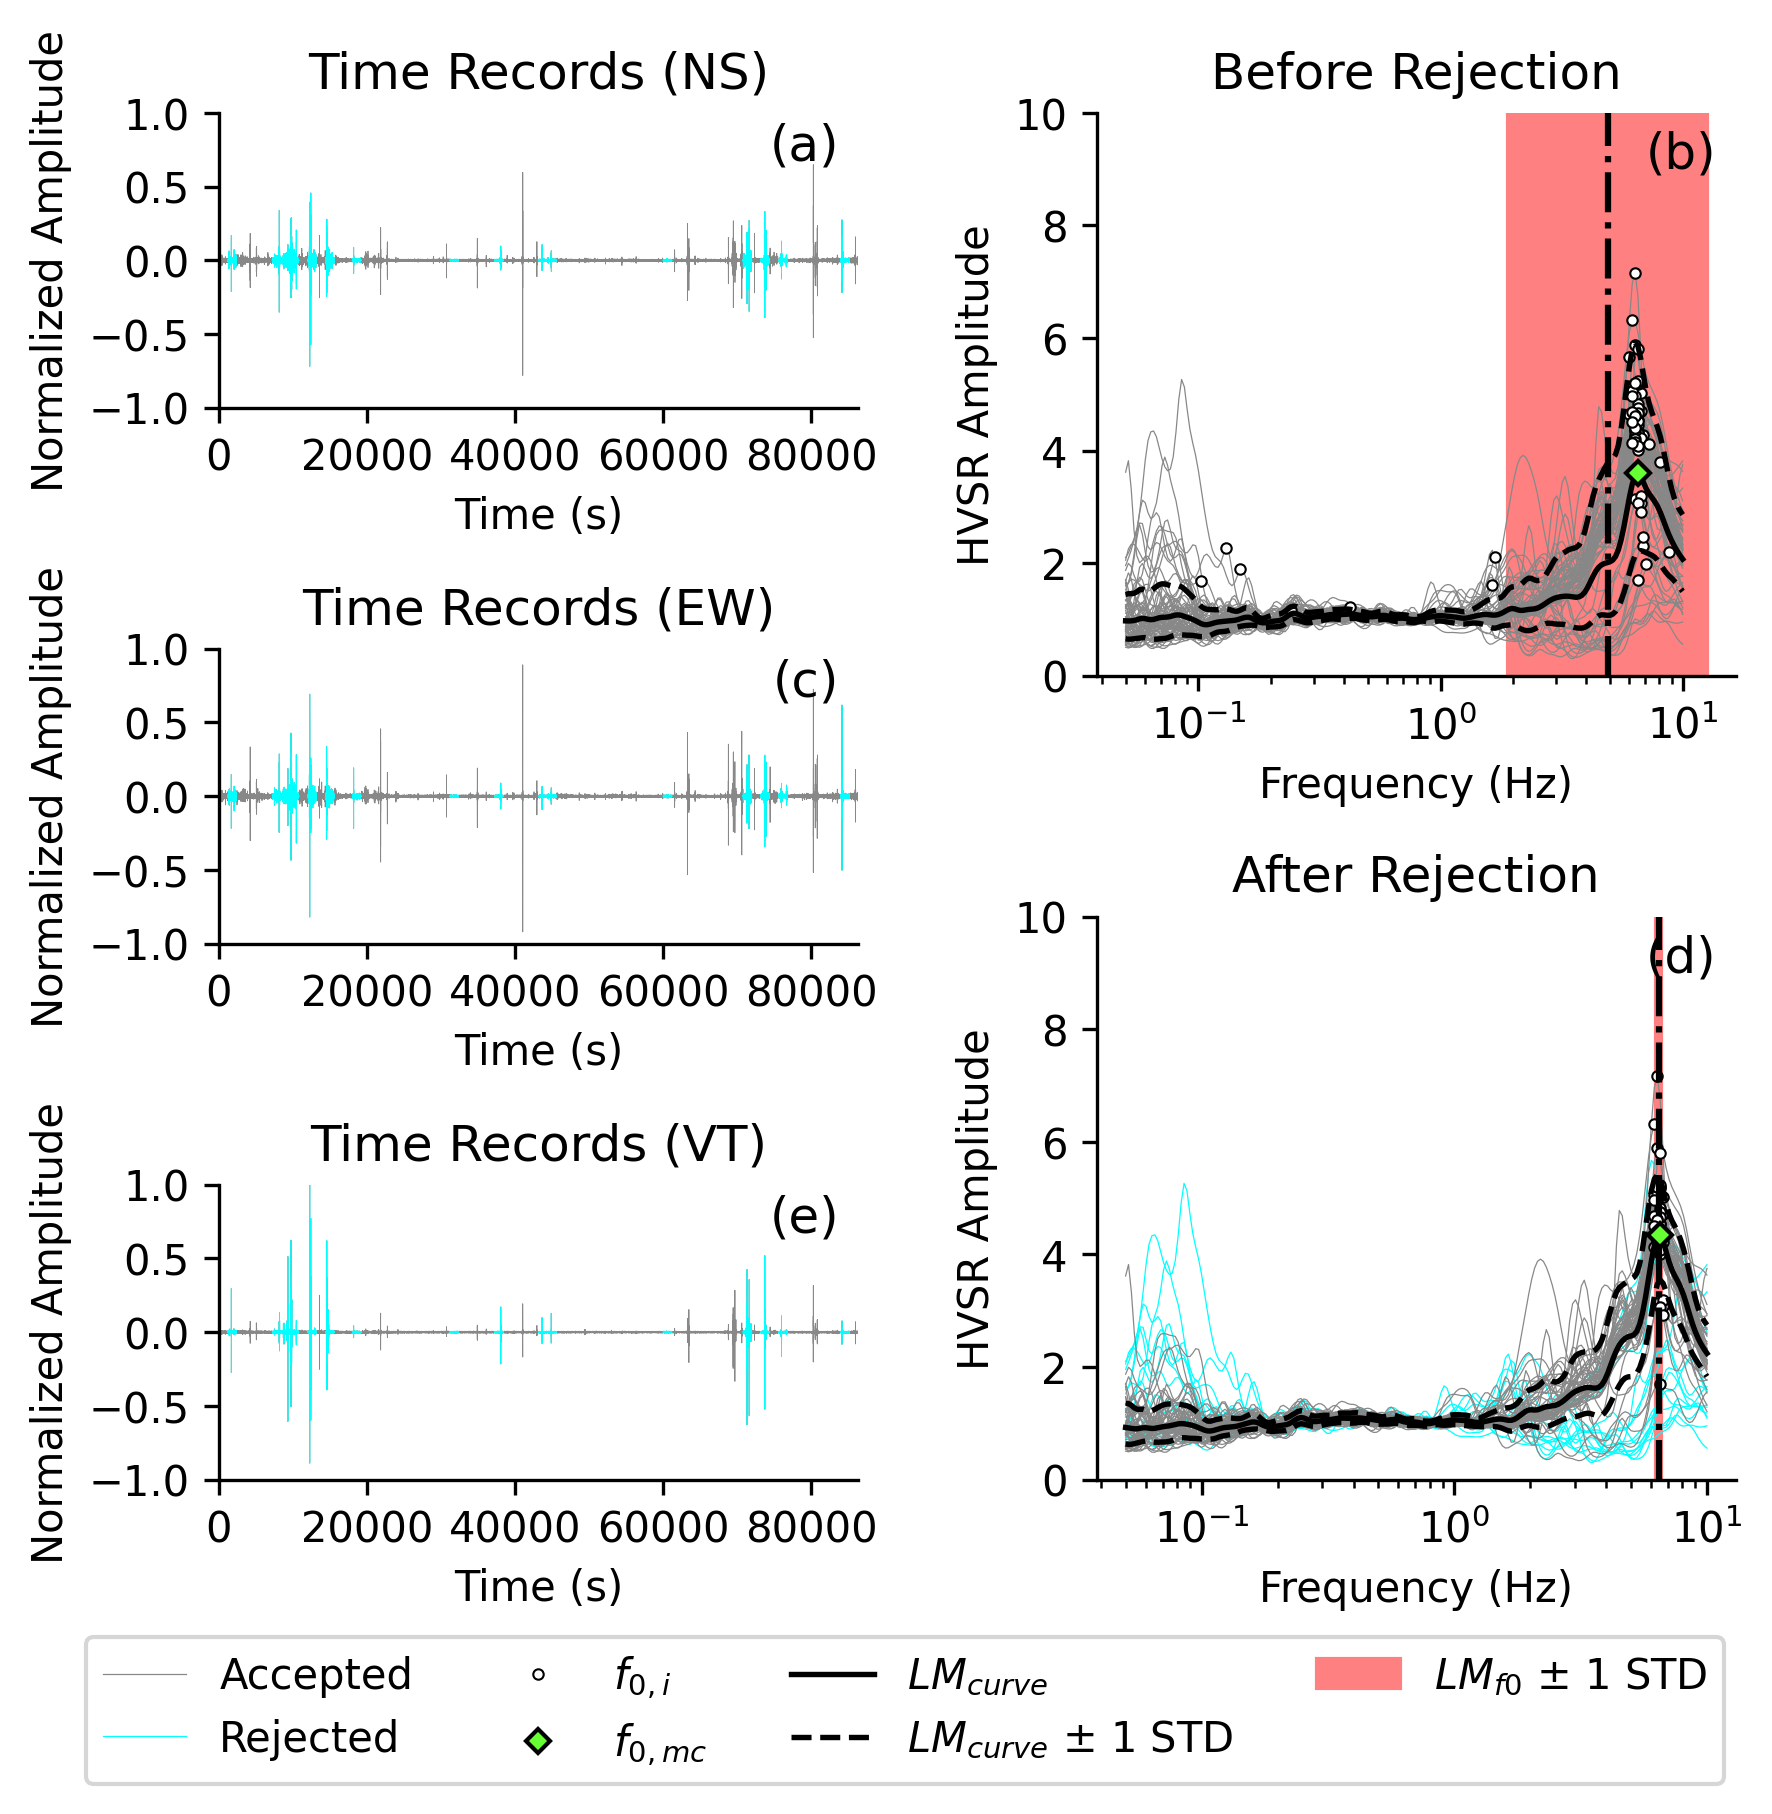 Time Records (NS)
Normalized Amplitude
1.0
0.5
0.0
−0.5
−1.0
(a)
0 20000 40000 60000 80000
Time (s)
Before Rejection
HVSR Amplitude
10
8
6
4
2
0
(b)
10⁻¹ 10⁰ 10¹
Frequency (Hz)
Time Records (EW)
Normalized Amplitude
1.0
0.5
0.0
−0.5
−1.0
(c)
0 20000 40000 60000 80000
Time (s)
After Rejection
HVSR Amplitude
10
8
6
4
2
0
(d)
10⁻¹ 10⁰ 10¹
Frequency (Hz)
Time Records (VT)
Normalized Amplitude
1.0
0.5
0.0
−0.5
−1.0
(e)
0 20000 40000 60000 80000
Time (s)
Accepted f0,i LMcurve LMf0 ± 1 STD
Rejected f0,mc LMcurve ± 1 STD